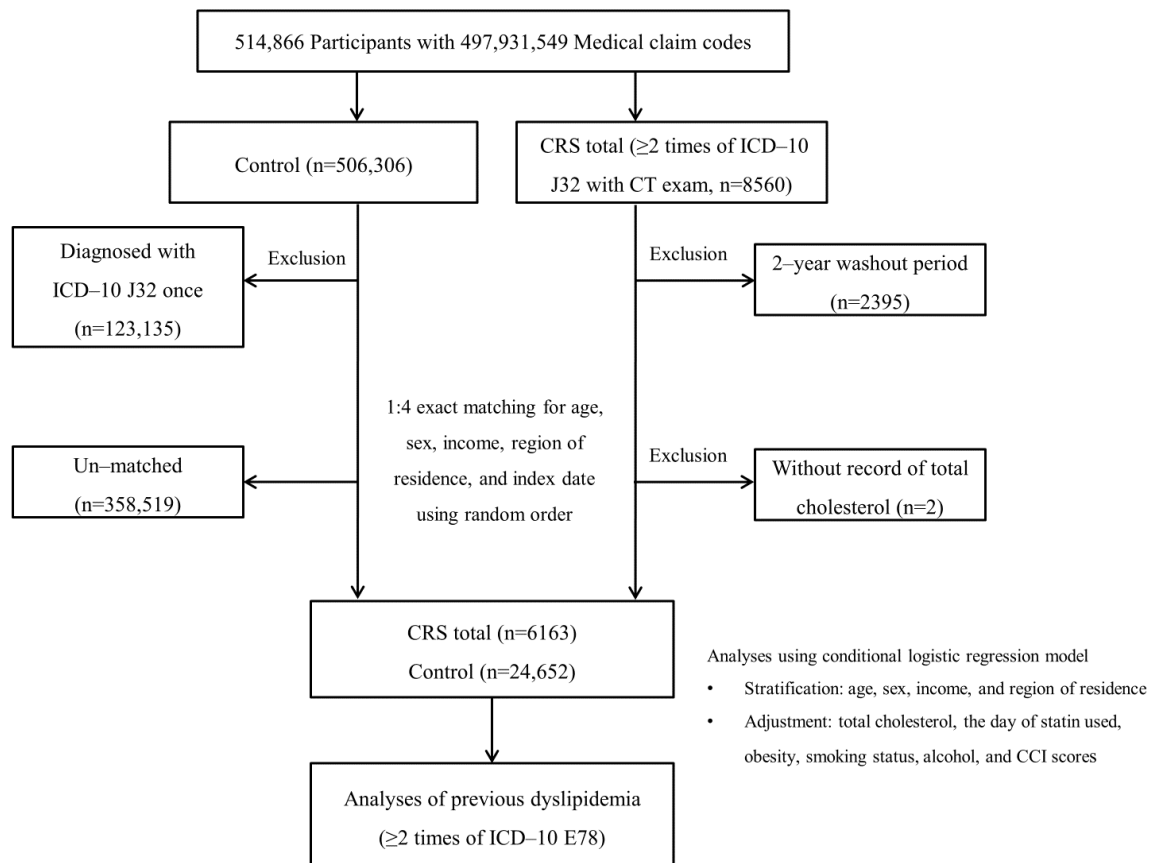 514,866 Participants with 497,931,549 Medical claim codes
Control (n=506,306)
CRS total (≥2 times of ICD–10
J32 with CT exam, n=8560)
Diagnosed with
ICD–10 J32 once
(n=123,135)
Exclusion
Exclusion
2–year washout period
(n=2395)
1:4 exact matching for age,
sex, income, region of
residence, and index date
using random order
Un–matched
(n=358,519)
Exclusion
Without record of total
cholesterol (n=2)
CRS total (n=6163)
Control (n=24,652)
Analyses using conditional logistic regression model
• Stratification: age, sex, income, and region of residence
• Adjustment: total cholesterol, the day of statin used,
obesity, smoking status, alcohol, and CCI scores
Analyses of previous dyslipidemia
(≥2 times of ICD–10 E78)